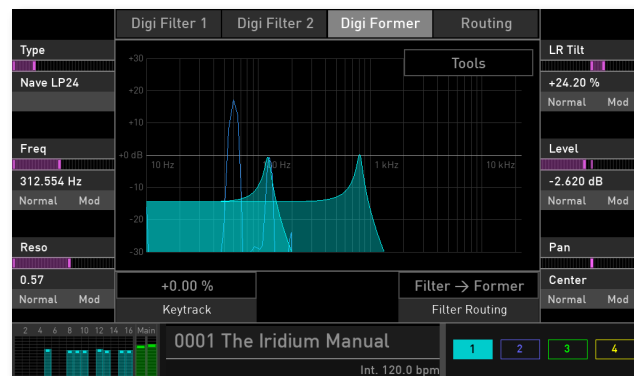 Digi Filter 1 Digi Filter 2 Digi Former Routing
Type
Nave LP24
Freq
312.554 Hz
Normal Mod
Reso
0.57
Normal Mod
+30
+20
+10
+0 dB
-10
-20
-30
10 Hz 100 Hz 1 kHz 10 kHz
Tools
LR Tilt
+24.20 %
Normal Mod
Level
-2.620 dB
Normal Mod
Pan
Center
Normal Mod
+0.00 %
Keytrack
Filter → Former
Filter Routing
2 4 6 8 10 12 14 16 Main
0001 The Iridium Manual
Int. 120.0 bpm
1 2 3 4